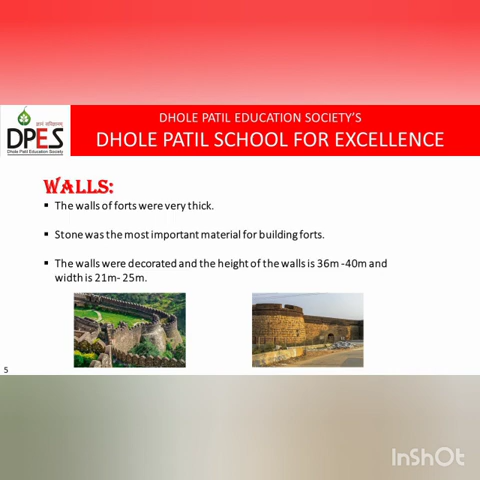 DHOLE PATIL EDUCATION SOCIETY'S
DHOLE PATIL SCHOOL FOR EXCELLENCE
DPES
Dhole Patil Education Society
WALLS:
▪ The walls of forts were very thick.
▪ Stone was the most important material for building forts.
▪ The walls were decorated and the height of the walls is 36m -40m and
width is 21m- 25m.
5
InShOt